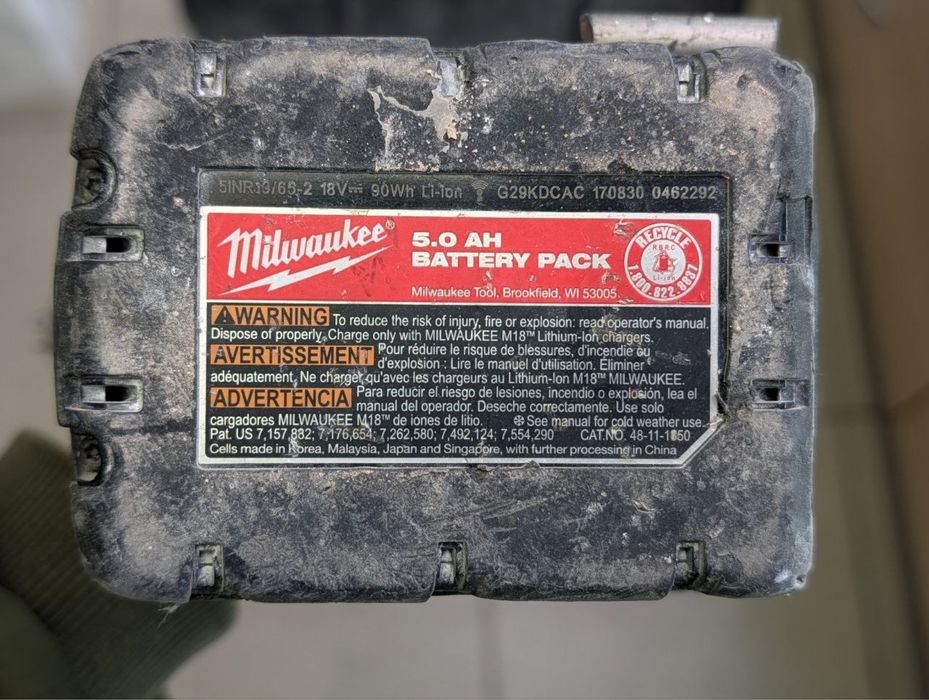 5INR19/65-2 18V⎓ 90Wh Li-Ion G29KDCAC 170830 0462292
Milwaukee®
5.0 AH
BATTERY PACK
RECYCLE
RBRC
Li-Ion
1.800.822.8837
Milwaukee Tool, Brookfield, WI 53005
⚠WARNING To reduce the risk of injury, fire or explosion: read operator's manual.
Dispose of properly. Charge only with MILWAUKEE M18™ Lithium-Ion chargers.
AVERTISSEMENT Pour réduire le risque de blessures, d'incendie ou
d'explosion : Lire le manuel d'utilisation. Éliminer
adéquatement. Ne charger qu'avec les chargeurs au Lithium-Ion M18™ MILWAUKEE.
ADVERTENCIA Para reducir el riesgo de lesiones, incendio o explosión, lea el
manual del operador. Deseche correctamente. Use solo
cargadores MILWAUKEE M18™ de iones de litio. ❄ See manual for cold weather use.
Pat. US 7,157,882; 7,176,654; 7,262,580; 7,492,124; 7,554,290 CAT.NO. 48-11-1850
Cells made in Korea, Malaysia, Japan and Singapore, with further processing in China